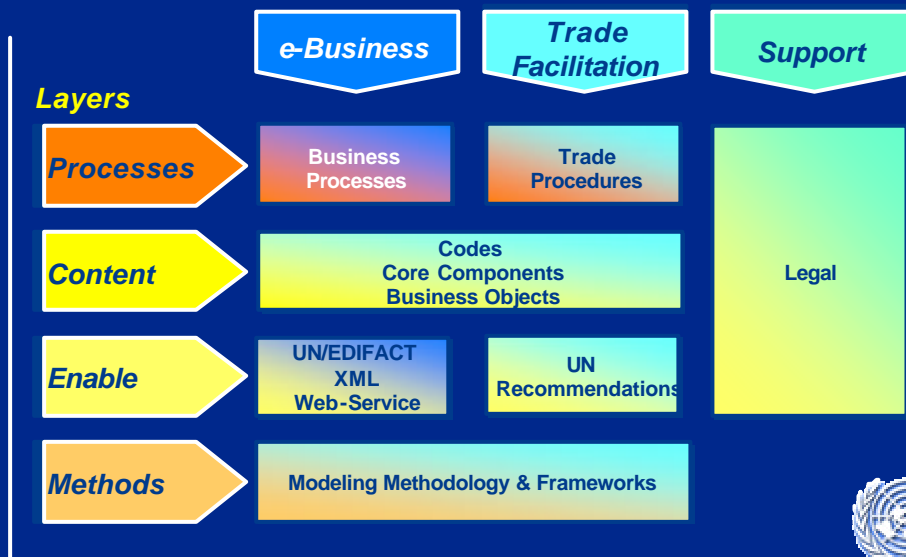 e-Business
Trade
Facilitation
Support
Layers
Processes
Business
Processes
Trade
Procedures
Content
Codes
Core Components
Business Objects
Legal
Enable
UN/EDIFACT
XML
Web-Service
UN
Recommendations
Methods
Modeling Methodology & Frameworks